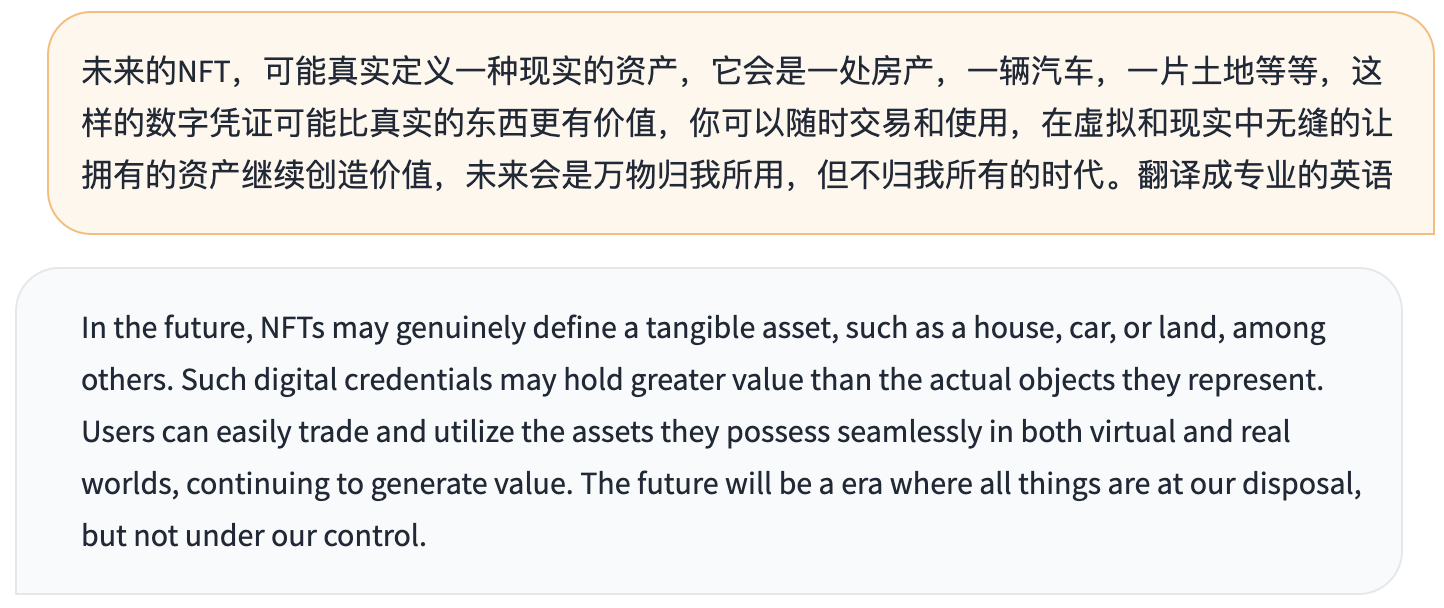 未来的NFT，可能真实定义一种现实的资产，它会是一处房产，一辆汽车，一片土地等等，这
样的数字凭证可能比真实的东西更有价值，你可以随时交易和使用，在虚拟和现实中无缝的让
拥有的资产继续创造价值，未来会是万物归我所用，但不归我所有的时代。翻译成专业的英语
In the future, NFTs may genuinely define a tangible asset, such as a house, car, or land, among
others. Such digital credentials may hold greater value than the actual objects they represent.
Users can easily trade and utilize the assets they possess seamlessly in both virtual and real
worlds, continuing to generate value. The future will be a era where all things are at our disposal,
but not under our control.